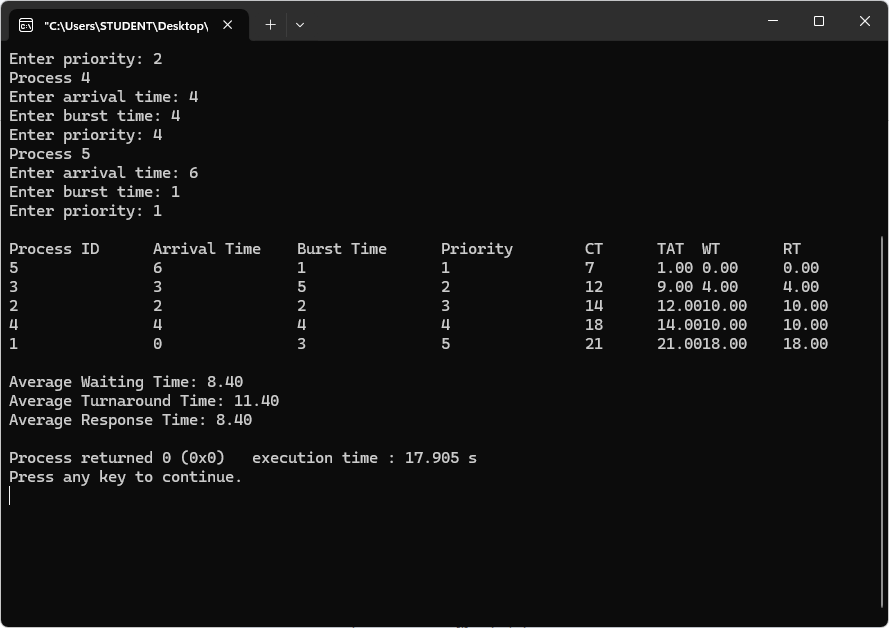 "C:\Users\STUDENT\Desktop\
Enter priority: 2
Process 4
Enter arrival time: 4
Enter burst time: 4
Enter priority: 4
Process 5
Enter arrival time: 6
Enter burst time: 1
Enter priority: 1
Process ID Arrival Time Burst Time Priority CT TAT WT RT
5 6 1 1 7 1.00 0.00 0.00
3 3 5 2 12 9.00 4.00 4.00
2 2 2 3 14 12.0010.00 10.00
4 4 4 4 18 14.0010.00 10.00
1 0 3 5 21 21.0018.00 18.00
Average Waiting Time: 8.40
Average Turnaround Time: 11.40
Average Response Time: 8.40
Process returned 0 (0x0) execution time : 17.905 s
Press any key to continue.